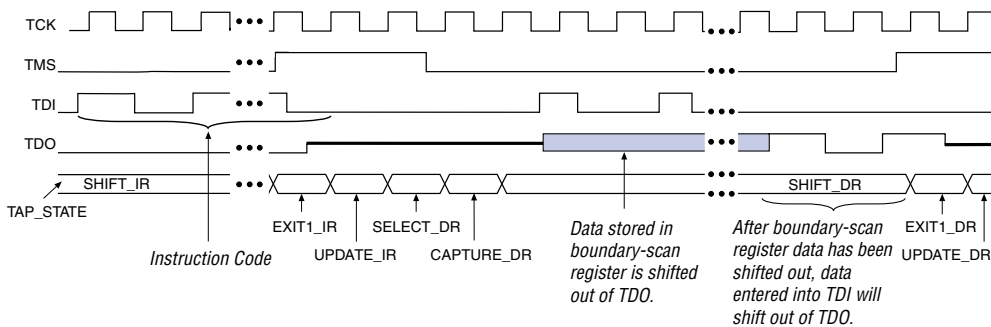 TCK
TMS
TDI
TDO
SHIFT_IR
SHIFT_DR
TAP_STATE
EXIT1_IR
SELECT_DR
EXIT1_DR
UPDATE_IR
CAPTURE_DR
UPDATE_DR
Instruction Code
Data stored in
boundary-scan
register is shifted
out of TDO.
After boundary-scan
register data has been
shifted out, data
entered into TDI will
shift out of TDO.